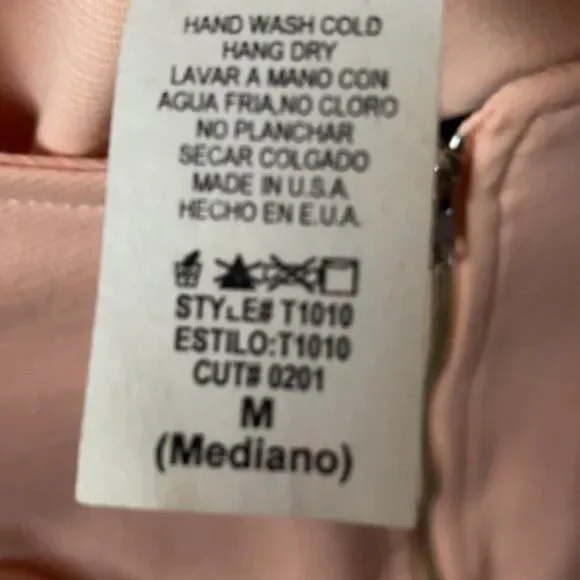 HAND WASH COLD
HANG DRY
LAVAR A MANO CON
AGUA FRIA,NO CLORO
NO PLANCHAR
SECAR COLGADO
MADE IN U.S.A
HECHO EN E.U.A.
STYLE# T1010
ESTILO:T1010
CUT# 0201
M
(Mediano)